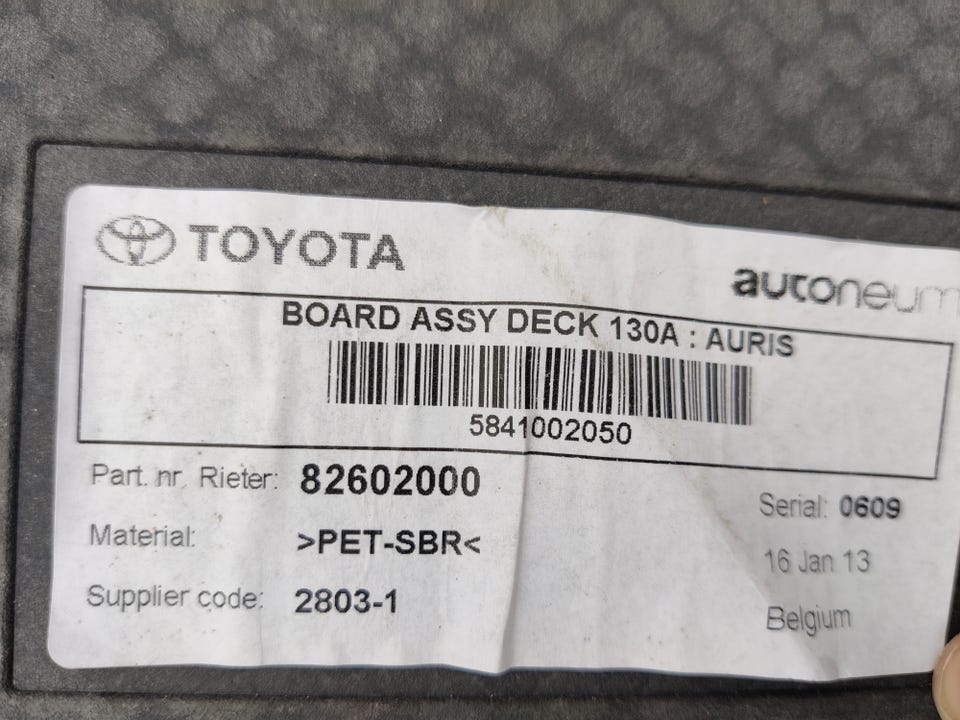 TOYOTA
autoneum
BOARD ASSY DECK 130A : AURIS
5841002050
Part. nr. Rieter: 82602000
Serial: 0609
Material: >PET-SBR<
16 Jan 13
Supplier code: 2803-1
Belgium